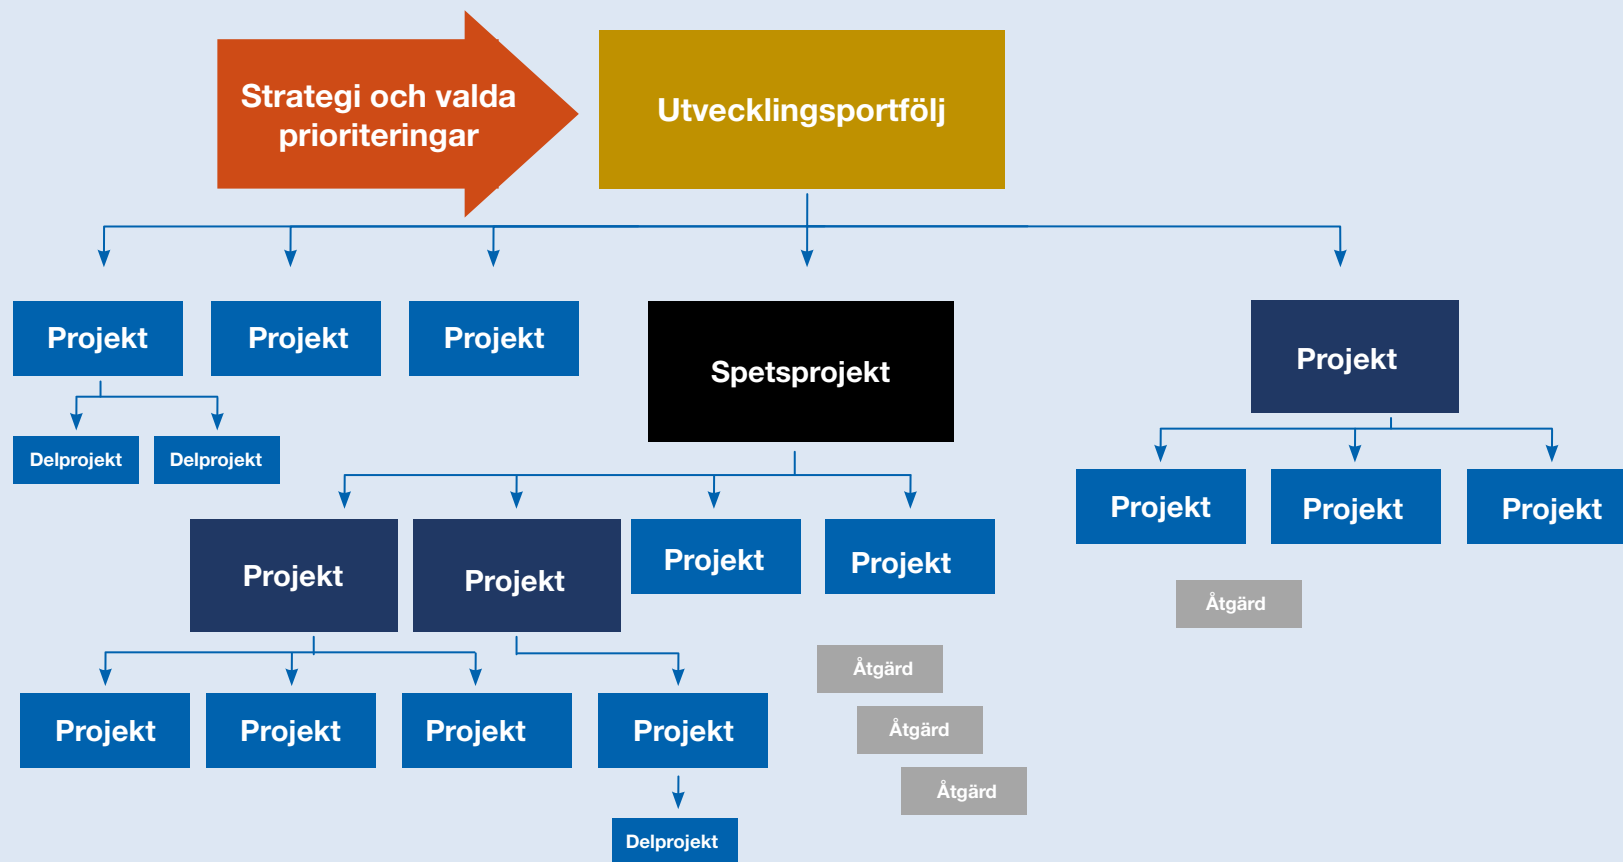 Strategi och valda
prioriteringar
Utvecklingsportfölj
Projekt
Projekt
Projekt
Spetsprojekt
Projekt
Delprojekt
Delprojekt
Projekt
Projekt
Projekt
Projekt
Projekt
Projekt
Projekt
Åtgärd
Åtgärd
Åtgärd
Åtgärd
Projekt
Projekt
Projekt
Projekt
Delprojekt